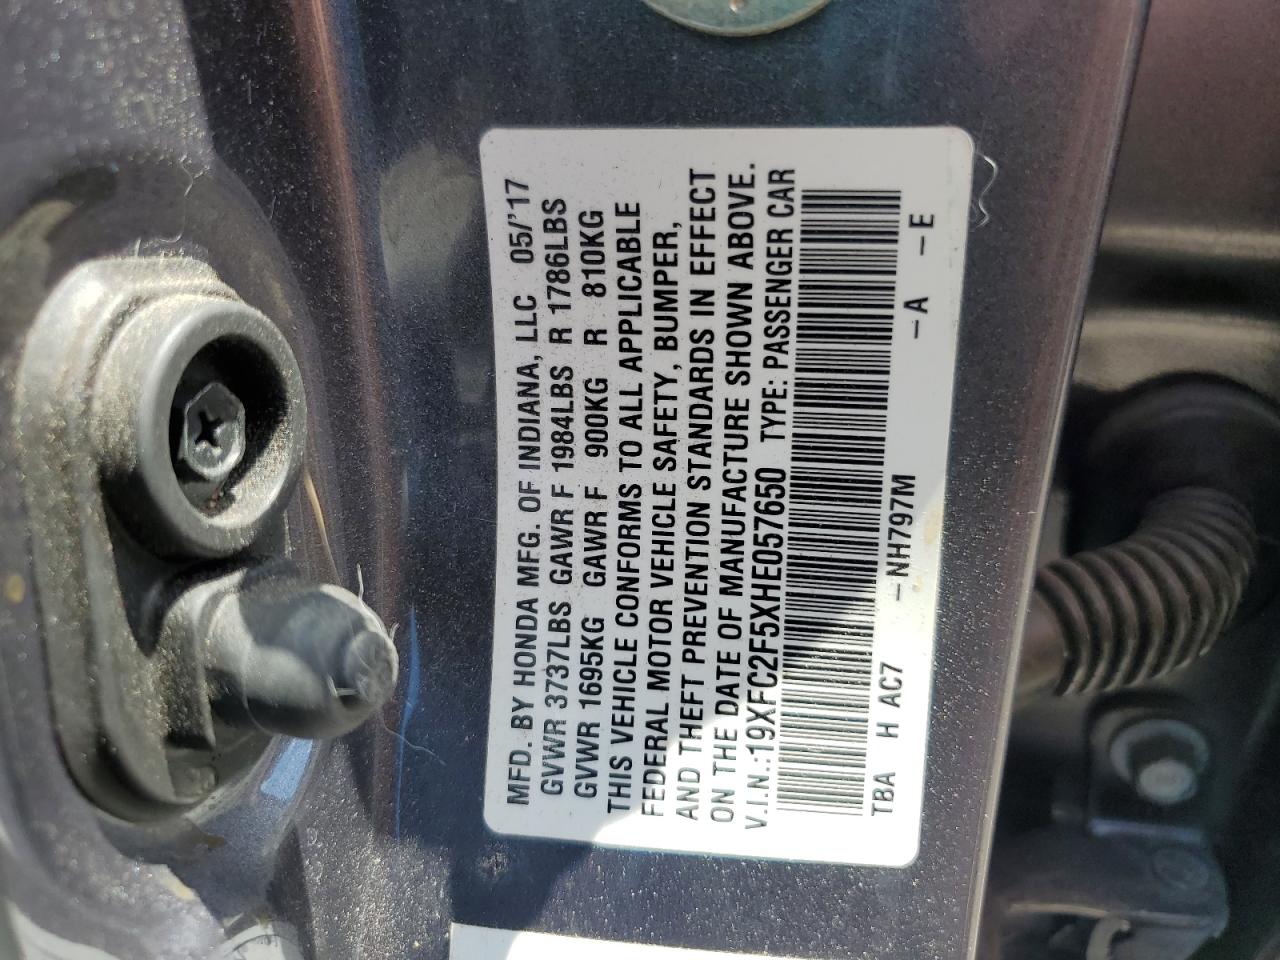 MFD. BY HONDA MFG. OF INDIANA, LLC 05/'17
GVWR 3737LBS GAWR F 1984LBS R 1786LBS
GVWR 1695KG GAWR F 900KG R 810KG
THIS VEHICLE CONFORMS TO ALL APPLICABLE
FEDERAL MOTOR VEHICLE SAFETY, BUMPER,
AND THEFT PREVENTION STANDARDS IN EFFECT
ON THE DATE OF MANUFACTURE SHOWN ABOVE.
V.I.N.:19XFC2F5XHE057650 TYPE: PASSENGER CAR
TBA H AC7 -NH797M -A -E